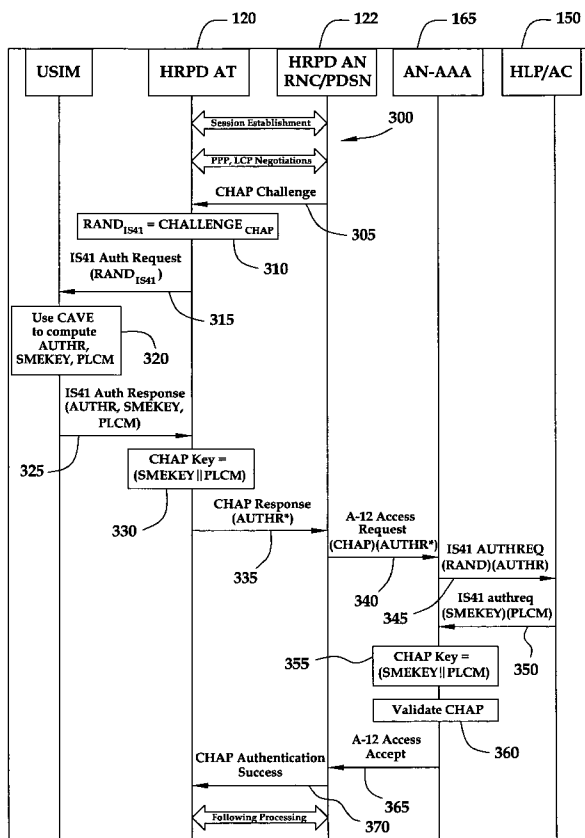 120
122
165
150
USIM
HRPD AT
HRPD AN
RNC/PDSN
AN-AAA
HLP/AC
Session Establishment
300
PPP, LCP Negotiations
CHAP Challenge
305
RAND IS41 = CHALLENGE CHAP
310
IS41 Auth Request
(RAND IS41)
315
Use CAVE
to compute
AUTHR,
SMEKEY, PLCM
320
IS41 Auth Response
(AUTHR, SMEKEY,
PLCM)
325
CHAP Key =
(SMEKEY||PLCM)
330
CHAP Response
(AUTHR*)
335
A-12 Access
Request
(CHAP)(AUTHR*)
340
IS41 AUTHREQ
(RAND)(AUTHR)
345
IS41 authreq
(SMEKEY)(PLCM)
350
355
CHAP Key =
(SMEKEY||PLCM)
Validate CHAP
360
A-12 Access
Accept
365
CHAP Authentication
Success
370
Following Processing